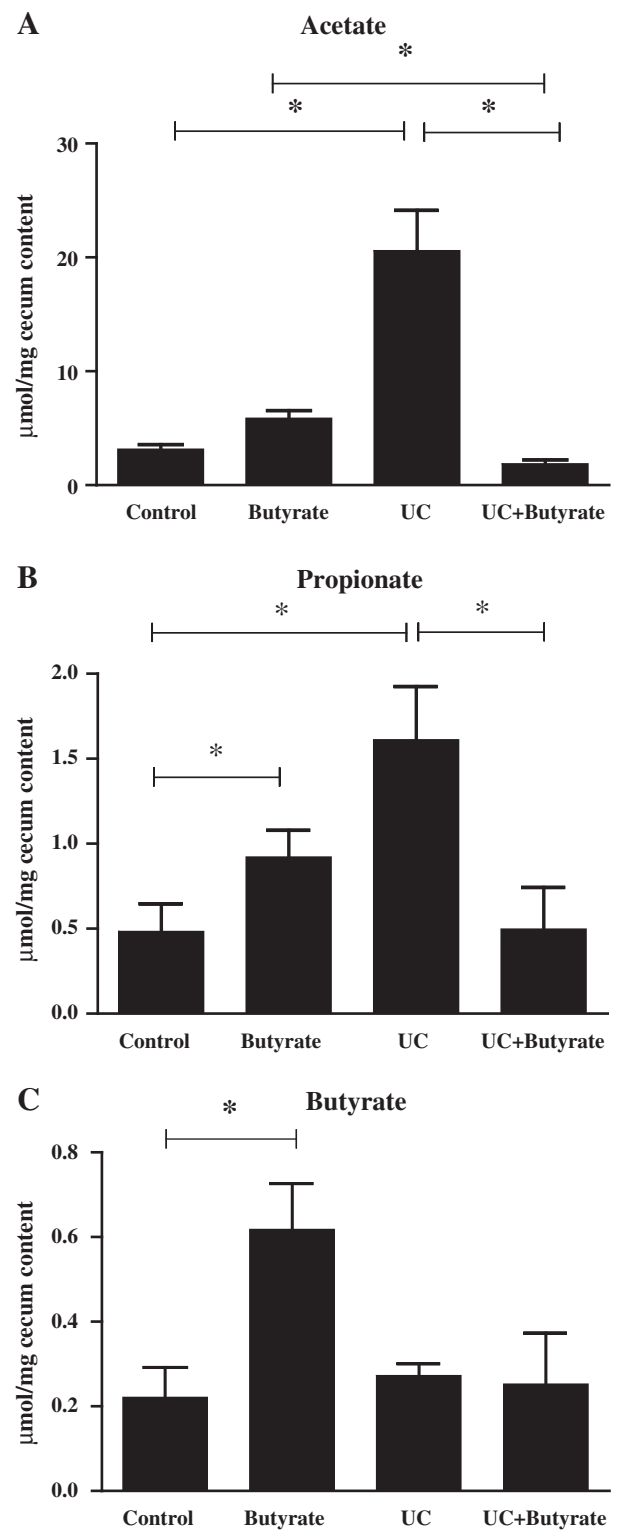 A
Acetate
*
*
*
30
20
10
0
μmol/mg cecum content
Control Butyrate UC UC+Butyrate
B
Propionate
*
*
*
2.0
1.5
1.0
0.5
0.0
μmol/mg cecum content
Control Butyrate UC UC+Butyrate
C
Butyrate
*
0.8
0.6
0.4
0.2
0.0
μmol/mg cecum content
Control Butyrate UC UC+Butyrate